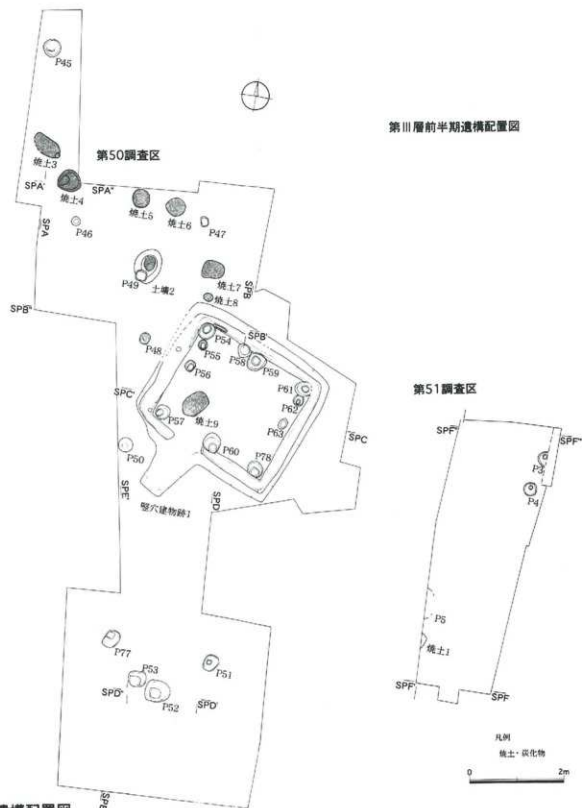 P45
第III層前半期遺構配置図
第50調査区
焼土3
SPA'
焼土4
SPA"
焼土5
焼土6
P46
P47
SPA
P49
土壙2
焼土7
SPB
焼土8
SPB"
P54
SPB'
P48
P55
P58
P59
P56
SPC'
P61
第51調査区
P62
P57
焼土9
P63
SPF"
SPF"'
SPC
P3
P50
P60
P78
P4
SPE'
竪穴建物跡1
SPD
P5
焼土1
P77
P51
P53
SPD"
P52
SPD'
SPF'
SPF
凡例
焼土・炭化物
0 2m
遺構配置図